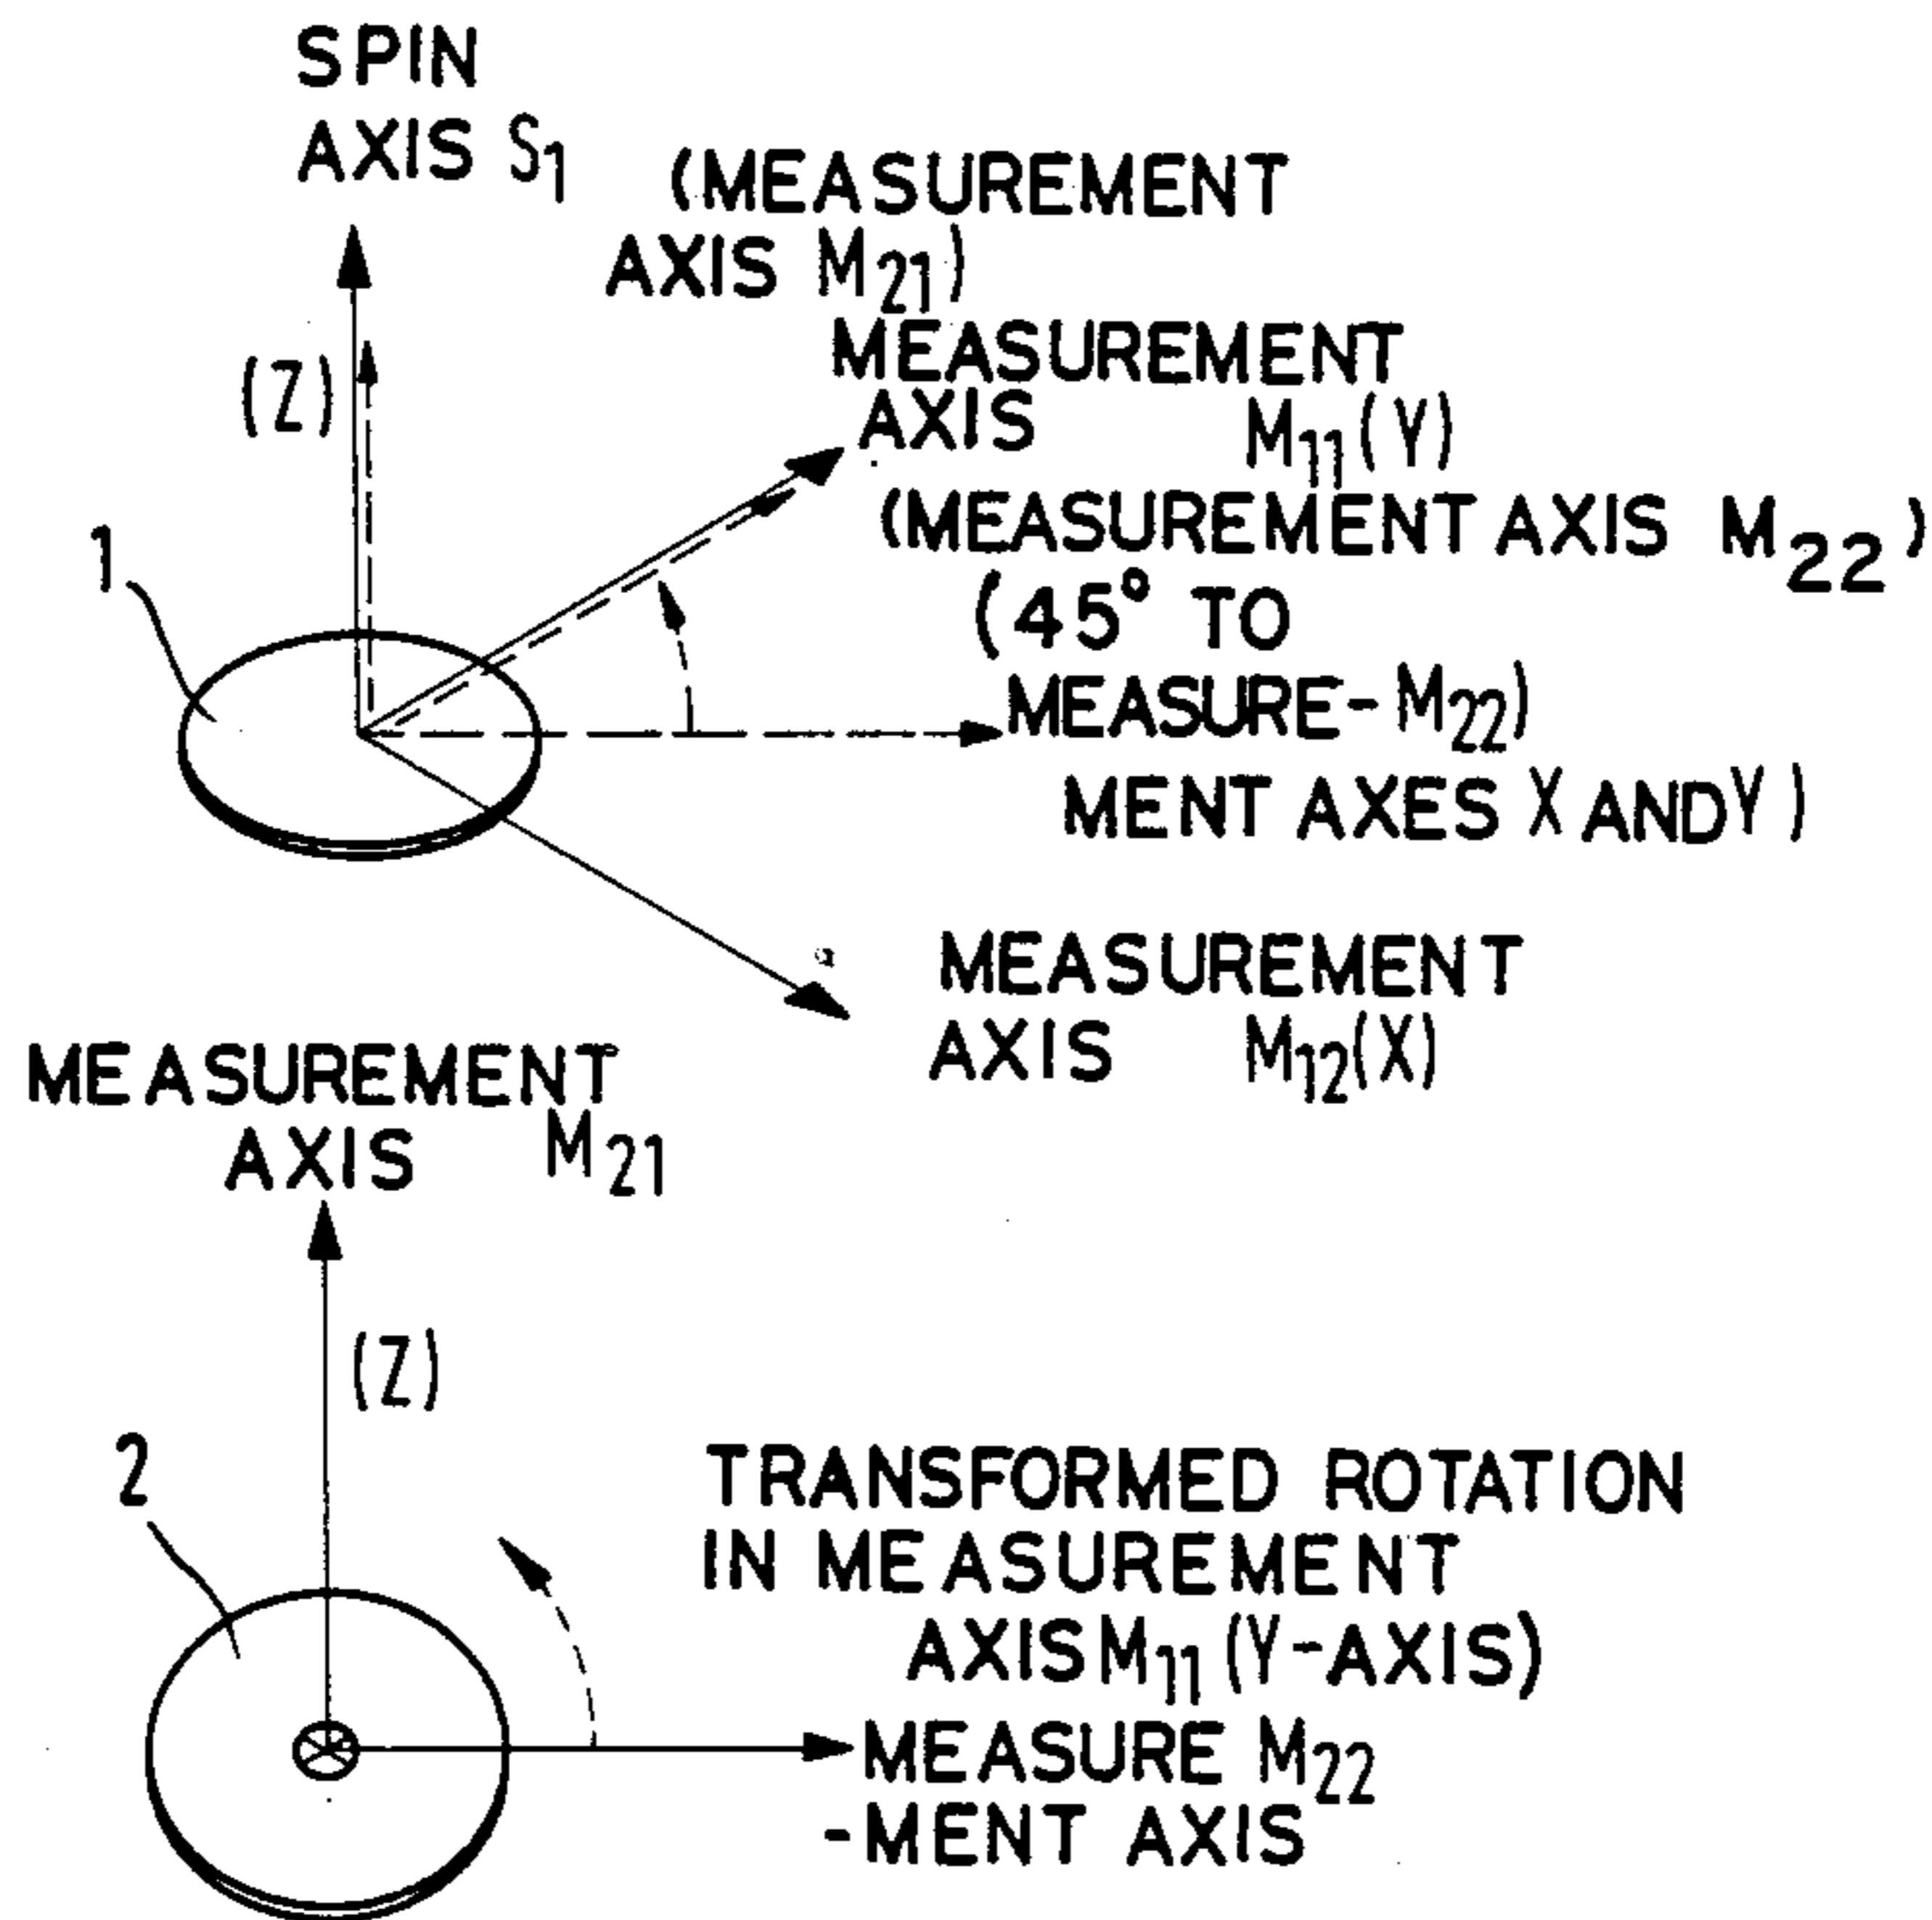 SPIN
AXIS S1
(MEASUREMENT
AXIS M21)
(Z)
MEASUREMENT
AXIS M11(Y)
(MEASUREMENT AXIS M22)
(45° TO
MEASURE- M22)
MENT AXES X AND Y)
1
MEASUREMENT
AXIS M12(X)
MEASUREMENT
AXIS M21
(Z)
2
TRANSFORMED ROTATION
IN MEASUREMENT
AXIS M11 (Y-AXIS)
MEASURE M22
-MENT AXIS